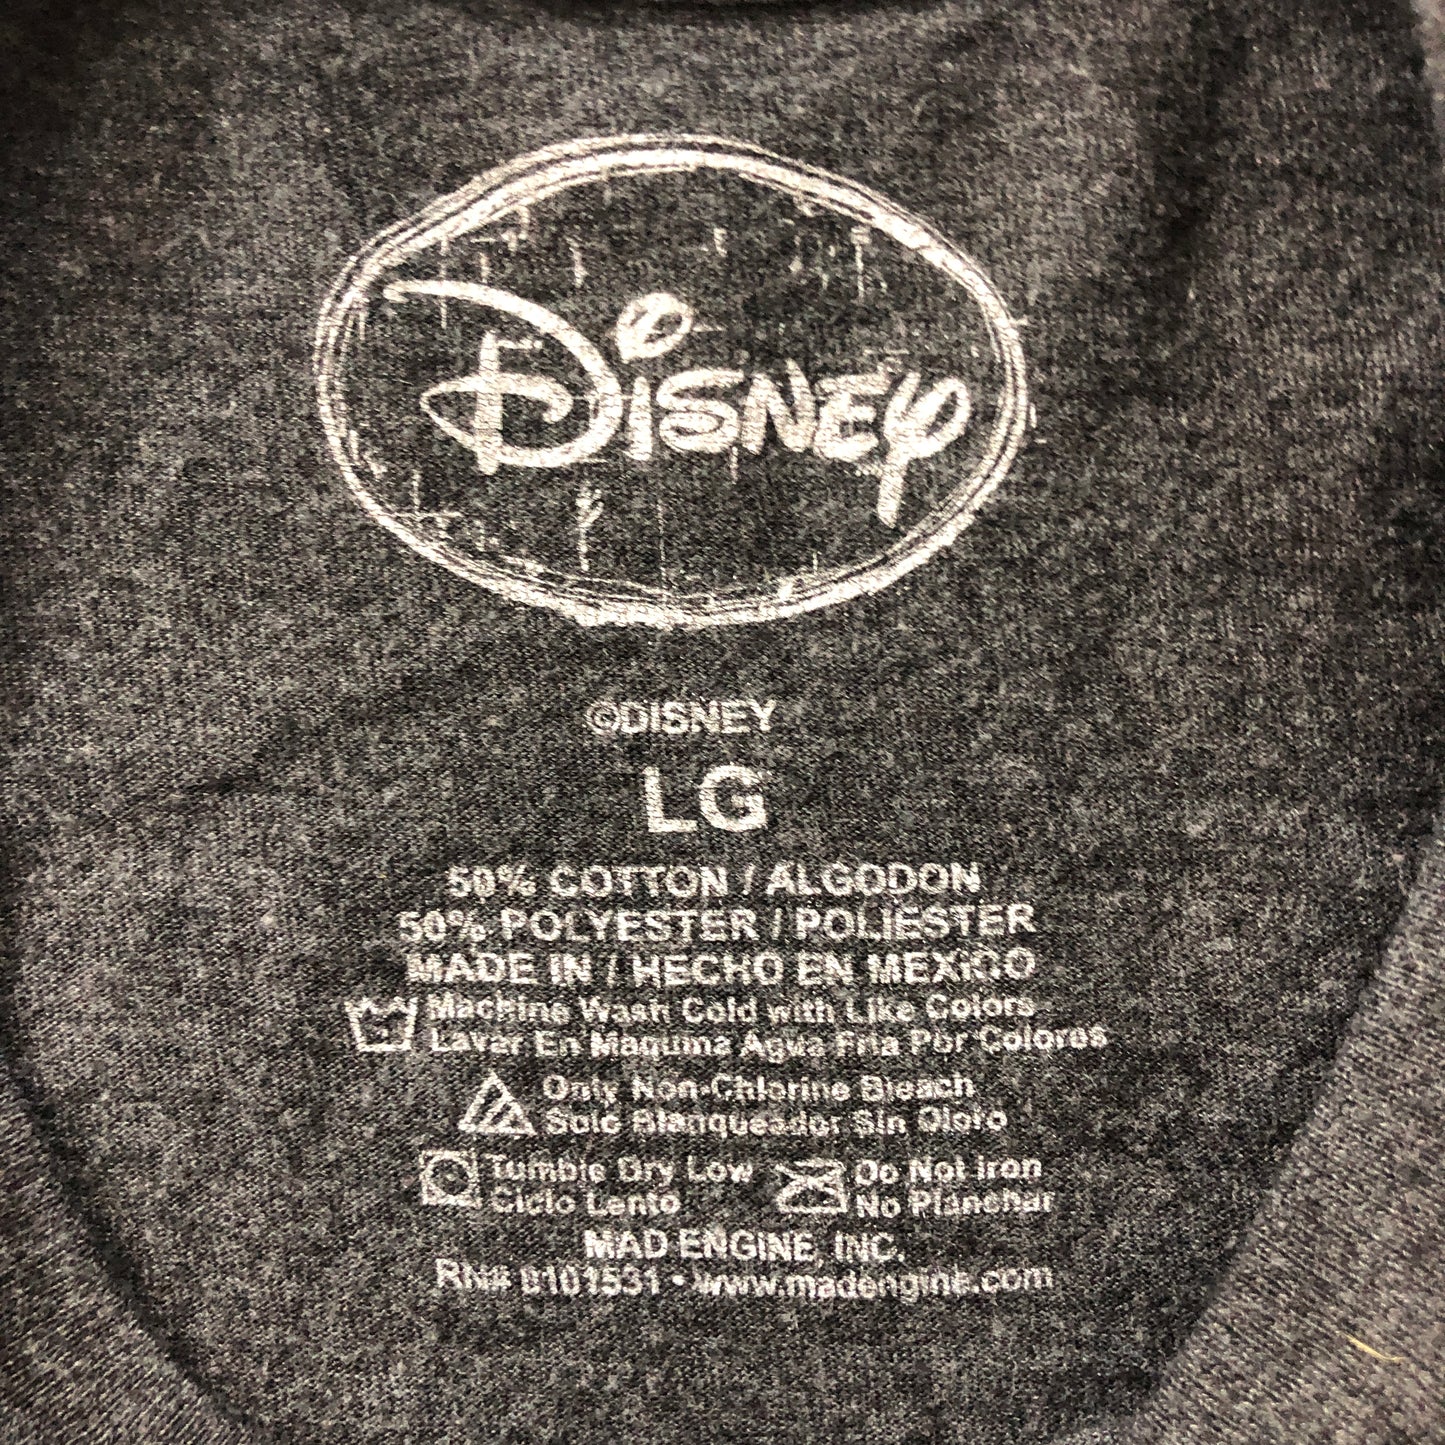 Disney
©DISNEY
LG
50% COTTON / ALGODON
50% POLYESTER / POLIESTER
MADE IN / HECHO EN MEXICO
Machine Wash Cold with Like Colors
Lavar En Maquina Agua Fria Por Colores
Only Non-Chlorine Bleach
Solo Blanqueador Sin Cloro
Tumble Dry Low
Ciclo Lento
Do Not Iron
No Planchar
MAD ENGINE, INC.
RN# 0101531 • www.madengine.com